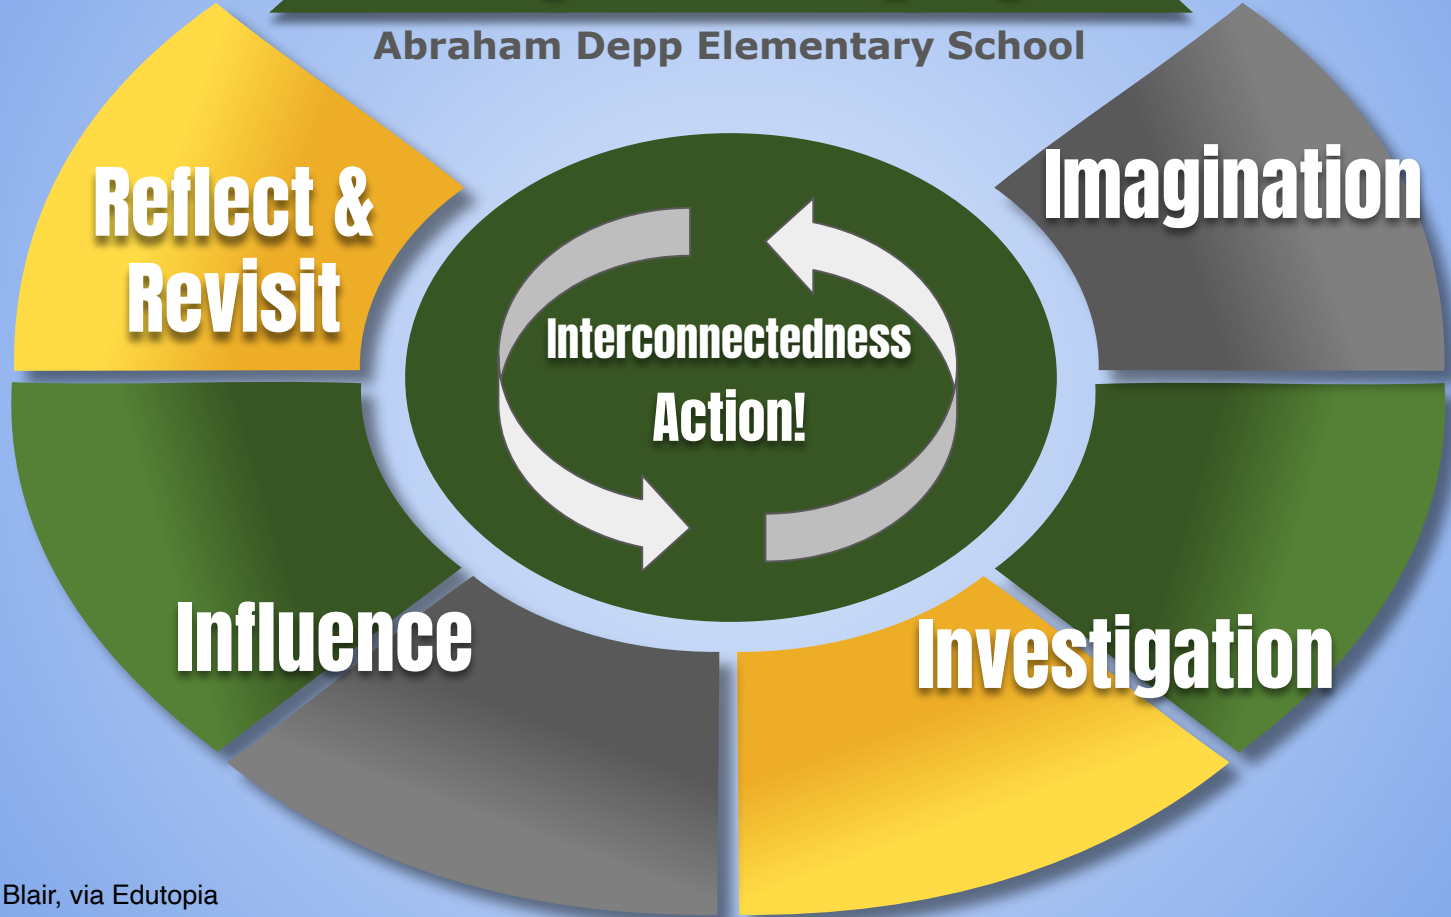 Abraham Depp Elementary School
Reflect &
Revisit
Imagination
Interconnectedness
Action!
Influence
Investigation
Blair, via Edutopia